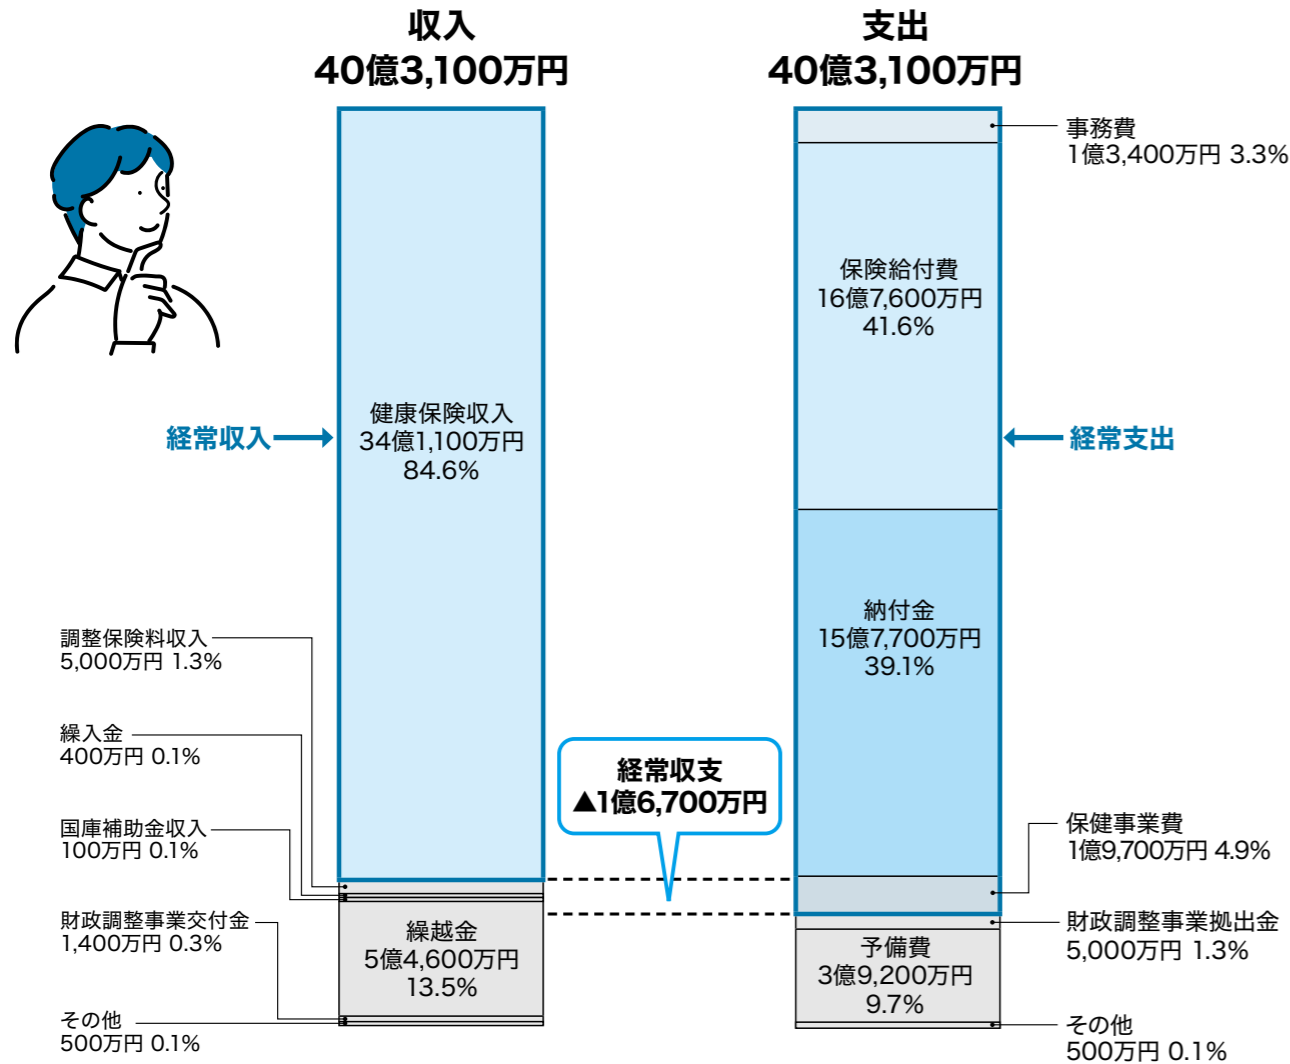 収入
40億3,100万円
支出
40億3,100万円
事務費
1億3,400万円 3.3%
保険給付費
16億7,600万円
41.6%
健康保険収入
34億1,100万円
84.6%
経常収入
経常支出
納付金
15億7,700万円
39.1%
調整保険料収入
5,000万円 1.3%
繰入金
400万円 0.1%
国庫補助金収入
100万円 0.1%
財政調整事業交付金
1,400万円 0.3%
その他
500万円 0.1%
経常収支
▲1億6,700万円
繰越金
5億4,600万円
13.5%
保健事業費
1億9,700万円 4.9%
財政調整事業拠出金
5,000万円 1.3%
予備費
3億9,200万円
9.7%
その他
500万円 0.1%